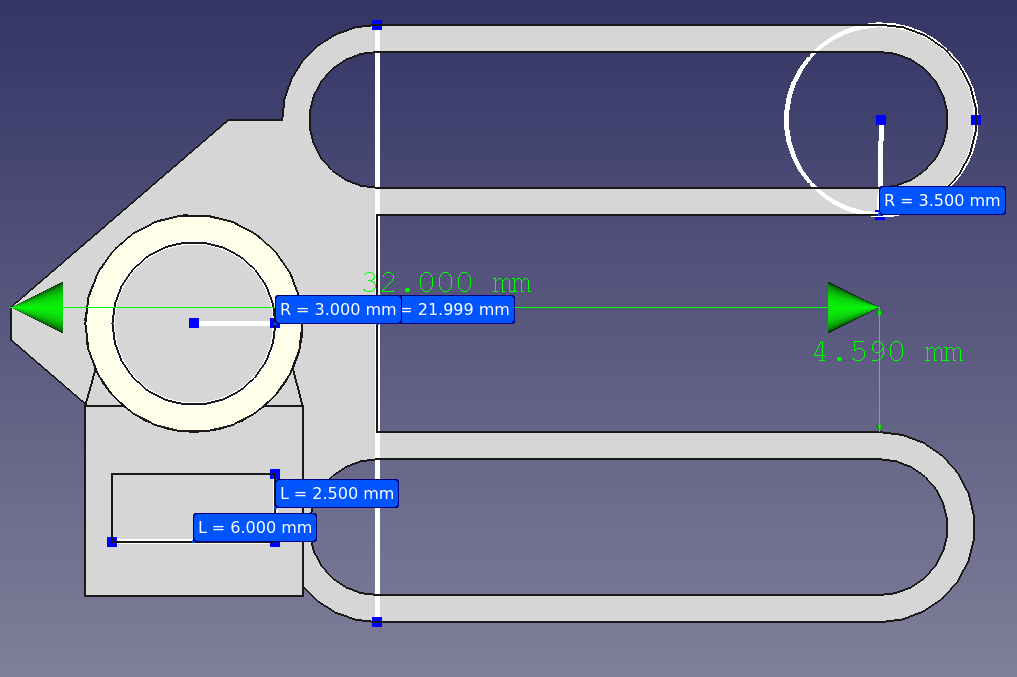 R = 3.500 mm
32.000 mm
R = 3.000 mm
= 21.999 mm
4.590 mm
L = 2.500 mm
L = 6.000 mm